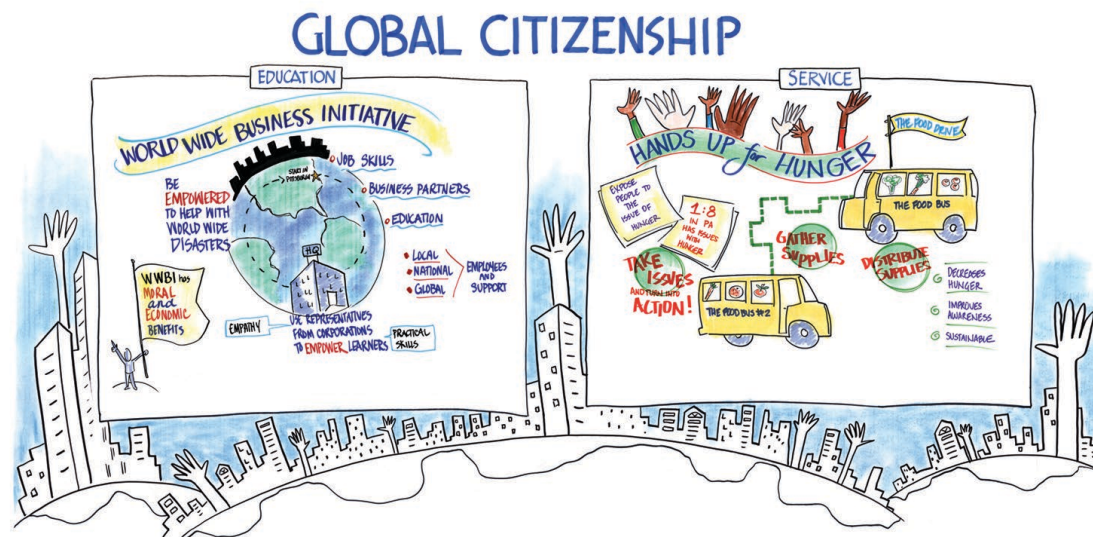 GLOBAL CITIZENSHIP
EDUCATION
WORLD WIDE BUSINESS INITIATIVE
BE
EMPOWERED
TO HELP WITH
WORLD WIDE
DISASTERS
START IN
PITTSBURGH
JOB SKILLS
BUSINESS PARTNERS
EDUCATION
LOCAL
NATIONAL
GLOBAL
EMPLOYEES
AND
SUPPORT
HQ
WWBI has
MORAL
and
ECONOMIC
BENEFITS
EMPATHY
USE REPRESENTATIVES
FROM CORPORATIONS
TO EMPOWER LEARNERS
PRACTICAL
SKILLS
SERVICE
HANDS UP for HUNGER
THE FOOD DRIVE
EXPOSE
PEOPLE TO
THE
ISSUE OF
HUNGER
1:8
IN PA
HAS ISSUES
WITH
HUNGER
TAKE
ISSUES
AND TURN INTO
ACTION!
GATHER
SUPPLIES
THE FOOD BUS
DISTRIBUTE
SUPPLIES
THE FOOD BUS #2
DECREASES
HUNGER
IMPROVES
AWARENESS
SUSTAINABLE